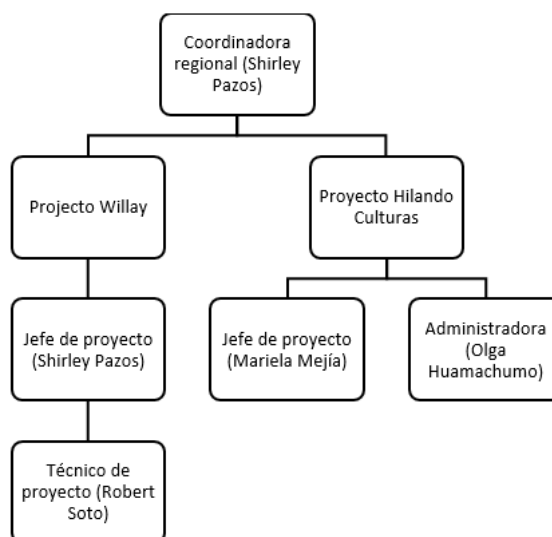 Coordinadora
regional (Shirley
Pazos)
Projecto Willay
Proyecto Hilando
Culturas
Jefe de proyecto
(Shirley Pazos)
Jefe de proyecto
(Mariela Mejía)
Administradora
(Olga
Huamachumo)
Técnico de
proyecto (Robert
Soto)